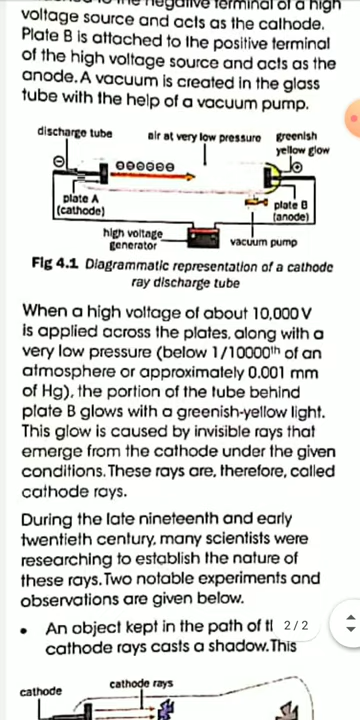 the negative terminal of a high
voltage source and acts as the cathode.
Plate B is attached to the positive terminal
of the high voltage source and acts as the
anode. A vacuum is created in the glass
tube with the help of a vacuum pump.
discharge tube
air at very low pressure
greenish
yellow glow
plate A
(cathode)
plate B
(anode)
high voltage
generator
vacuum pump
Fig 4.1 Diagrammatic representation of a cathode
ray discharge tube
When a high voltage of about 10,000 V
is applied across the plates, along with a
very low pressure (below 1/10000th of an
atmosphere or approximately 0.001 mm
of Hg), the portion of the tube behind
plate B glows with a greenish-yellow light.
This glow is caused by invisible rays that
emerge from the cathode under the given
conditions. These rays are, therefore, called
cathode rays.
During the late nineteenth and early
twentieth century, many scientists were
researching to establish the nature of
these rays. Two notable experiments and
observations are given below.
• An object kept in the path of
2/2
cathode rays casts a shadow. This
cathode rays
cathode